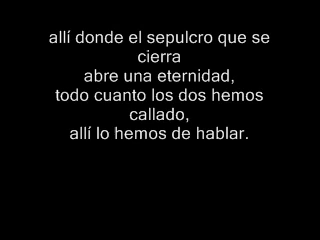 allí donde el sepulcro que se
cierra
abre una eternidad,
todo cuanto los dos hemos
callado,
allí lo hemos de hablar.